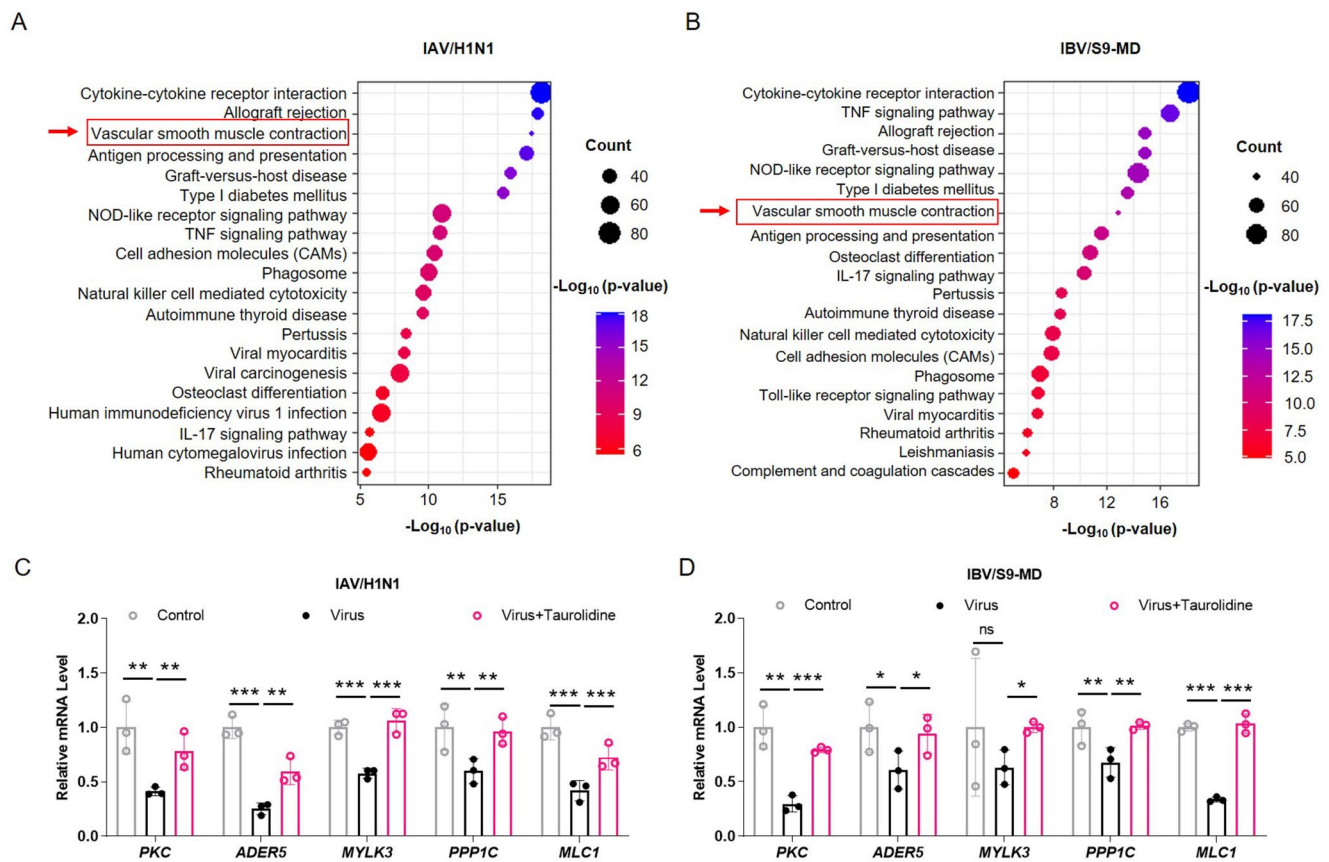 A
IAV/H1N1
Cytokine-cytokine receptor interaction
Allograft rejection
Vascular smooth muscle contraction
Antigen processing and presentation
Graft-versus-host disease
Type I diabetes mellitus
NOD-like receptor signaling pathway
TNF signaling pathway
Cell adhesion molecules (CAMs)
Phagosome
Natural killer cell mediated cytotoxicity
Autoimmune thyroid disease
Pertussis
Viral myocarditis
Viral carcinogenesis
Osteoclast differentiation
Human immunodeficiency virus 1 infection
IL-17 signaling pathway
Human cytomegalovirus infection
Rheumatoid arthritis
5 10 15
-Log₁₀ (p-value)
Count
40
60
80
-Log₁₀ (p-value)
18
15
12
9
6
B
IBV/S9-MD
Cytokine-cytokine receptor interaction
TNF signaling pathway
Allograft rejection
Graft-versus-host disease
NOD-like receptor signaling pathway
Type I diabetes mellitus
Vascular smooth muscle contraction
Antigen processing and presentation
Osteoclast differentiation
IL-17 signaling pathway
Pertussis
Autoimmune thyroid disease
Natural killer cell mediated cytotoxicity
Cell adhesion molecules (CAMs)
Phagosome
Toll-like receptor signaling pathway
Viral myocarditis
Rheumatoid arthritis
Leishmaniasis
Complement and coagulation cascades
8 12 16
-Log₁₀ (p-value)
Count
40
60
80
-Log₁₀ (p-value)
17.5
15.0
12.5
10.0
7.5
5.0
C
IAV/H1N1
Control Virus Virus+Taurolidine
Relative mRNA Level
2.0
1.5
1.0
0.5
0.0
** ** *** ** *** *** ** ** *** ***
PKC ADER5 MYLK3 PPP1C MLC1
D
IBV/S9-MD
Control Virus Virus+Taurolidine
Relative mRNA Level
2.0
1.5
1.0
0.5
0.0
** *** * * ns * ** ** *** ***
PKC ADER5 MYLK3 PPP1C MLC1